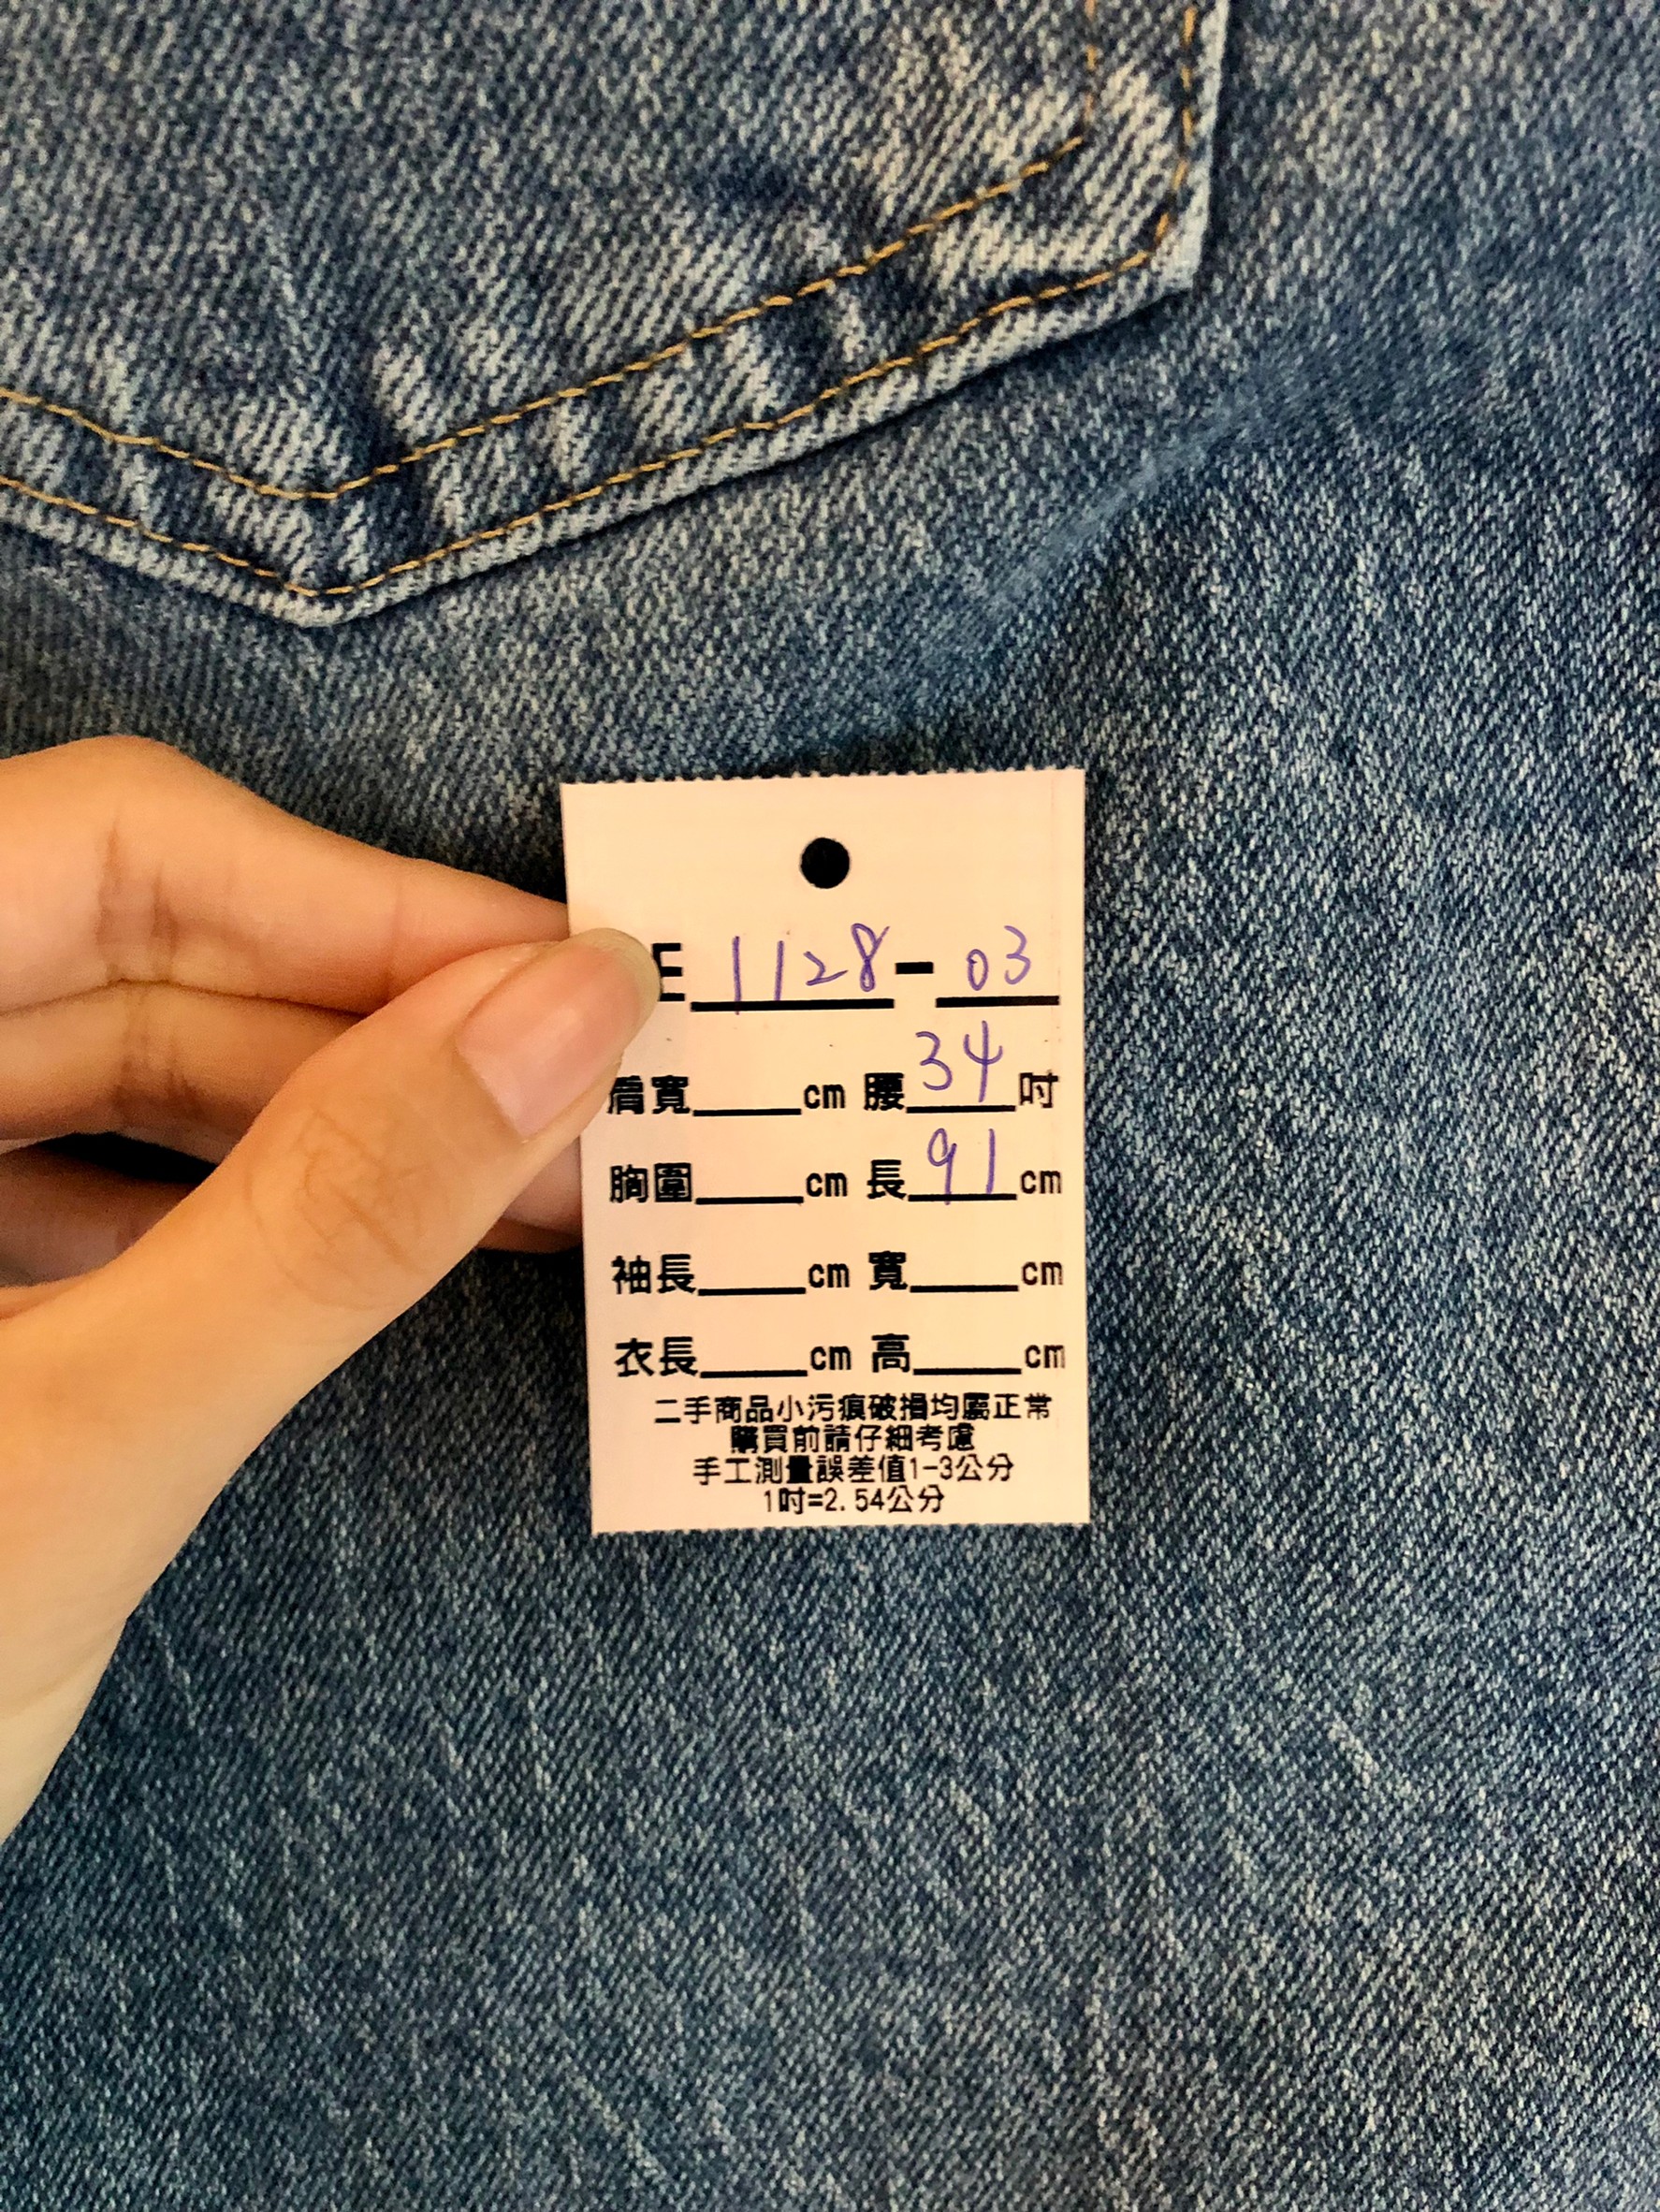 E 1128-03
肩寬____cm 腰 34 吋
胸圍____cm 長 91 cm
袖長____cm 寬____cm
衣長____cm 高____cm
二手商品小污痕破損均屬正常
購買前請仔細考慮
手工測量誤差值1-3公分
1吋=2.54公分